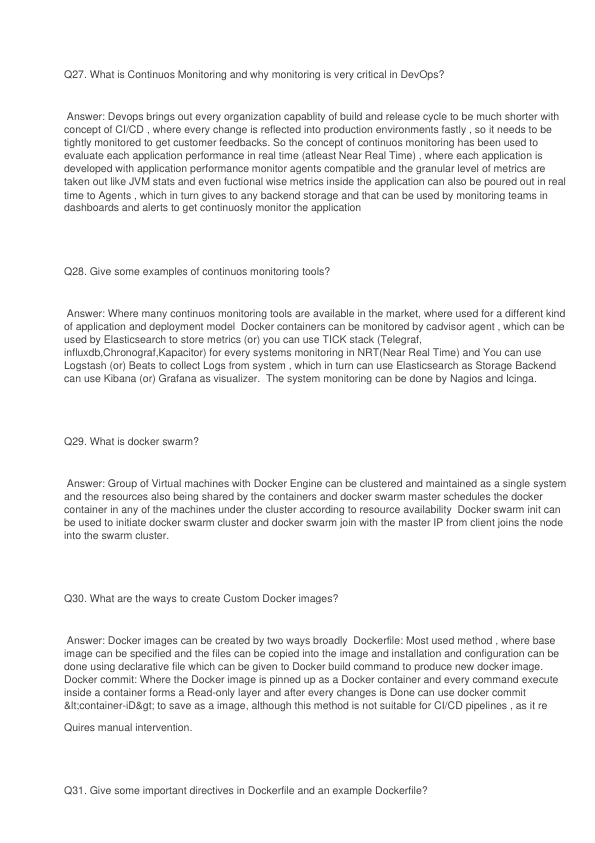 Q27. What is Continuos Monitoring and why monitoring is very critical in DevOps?
Answer: Devops brings out every organization capablity of build and release cycle to be much shorter with
concept of CI/CD , where every change is reflected into production environments fastly , so it needs to be
tightly monitored to get customer feedbacks. So the concept of continuos monitoring has been used to
evaluate each application performance in real time (atleast Near Real Time) , where each application is
developed with application performance monitor agents compatible and the granular level of metrics are
taken out like JVM stats and even fuctional wise metrics inside the application can also be poured out in real
time to Agents , which in turn gives to any backend storage and that can be used by monitoring teams in
dashboards and alerts to get continuosly monitor the application
Q28. Give some examples of continuos monitoring tools?
Answer: Where many continuos monitoring tools are available in the market, where used for a different kind
of application and deployment model  Docker containers can be monitored by cadvisor agent , which can be
used by Elasticsearch to store metrics (or) you can use TICK stack (Telegraf,
influxdb,Chronograf,Kapacitor) for every systems monitoring in NRT(Near Real Time) and You can use
Logstash (or) Beats to collect Logs from system , which in turn can use Elasticsearch as Storage Backend
can use Kibana (or) Grafana as visualizer.  The system monitoring can be done by Nagios and Icinga.
Q29. What is docker swarm?
Answer: Group of Virtual machines with Docker Engine can be clustered and maintained as a single system
and the resources also being shared by the containers and docker swarm master schedules the docker
container in any of the machines under the cluster according to resource availability  Docker swarm init can
be used to initiate docker swarm cluster and docker swarm join with the master IP from client joins the node
into the swarm cluster.
Q30. What are the ways to create Custom Docker images?
Answer: Docker images can be created by two ways broadly  Dockerfile: Most used method , where base
image can be specified and the files can be copied into the image and installation and configuration can be
done using declarative file which can be given to Docker build command to produce new docker image.
Docker commit: Where the Docker image is pinned up as a Docker container and every command execute
inside a container forms a Read-only layer and after every changes is Done can use docker commit
&lt;container-iD&gt; to save as a image, although this method is not suitable for CI/CD pipelines , as it re
Quires manual intervention.
Q31. Give some important directives in Dockerfile and an example Dockerfile?